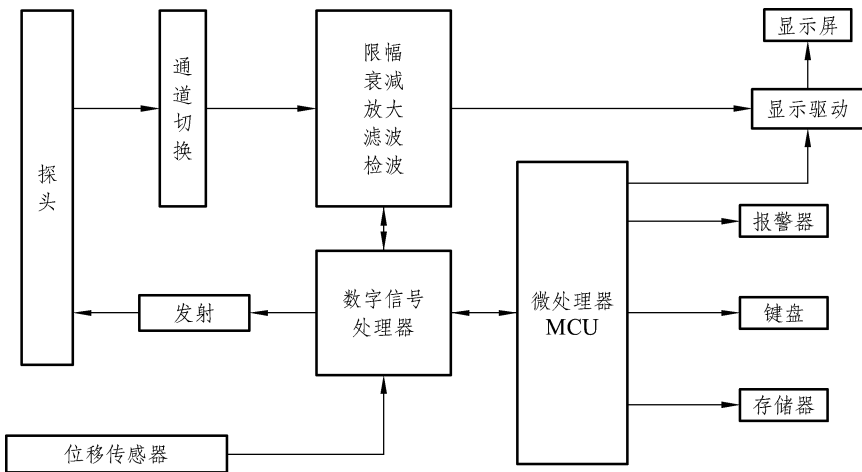 显示屏
限幅
衰减
放大
滤波
检波
通
道
切
换
显示驱动
探
头
报警器
发射
数字信号
处理器
微处理器
MCU
键盘
存储器
位移传感器